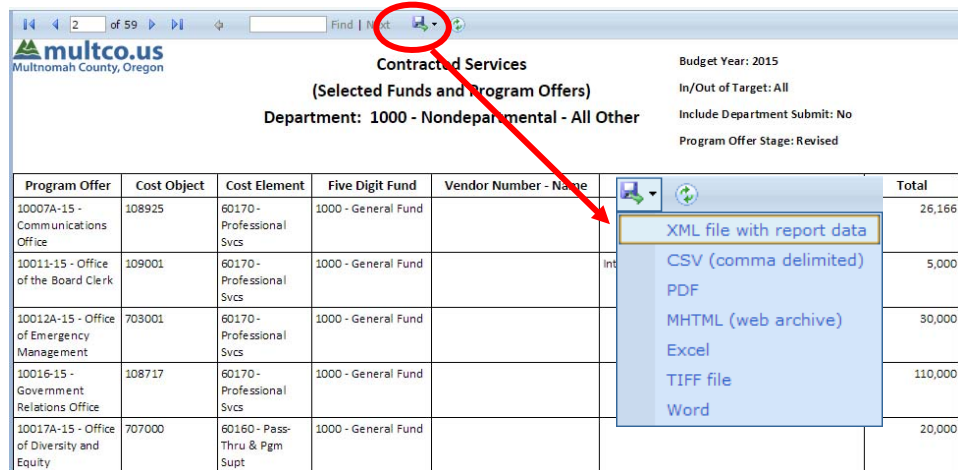 2 of 59 Find | Next
multco.us
Multnomah County, Oregon
Contracted Services
(Selected Funds and Program Offers)
Department: 1000 - Nondepartmental - All Other
Budget Year: 2015
In/Out of Target: All
Include Department Submit: No
Program Offer Stage: Revised
Program Offer Cost Object Cost Element Five Digit Fund Vendor Number - Name Total
10007A-15 - 108925 60170 - 1000 - General Fund 26,166
Communications Professional
Office Svcs
10011-15 - Office 109001 60170 - 1000 - General Fund Int 5,000
of the Board Clerk Professional
Svcs
10012A-15 - Office 703001 60170 - 1000 - General Fund 30,000
of Emergency Professional
Management Svcs
10016-15 - 108717 60170 - 1000 - General Fund 110,000
Government Professional
Relations Office Svcs
10017A-15 - Office 707000 60160 - Pass- 1000 - General Fund 20,000
of Diversity and Thru & Pgm
Equity Supt
XML file with report data
CSV (comma delimited)
PDF
MHTML (web archive)
Excel
TIFF file
Word